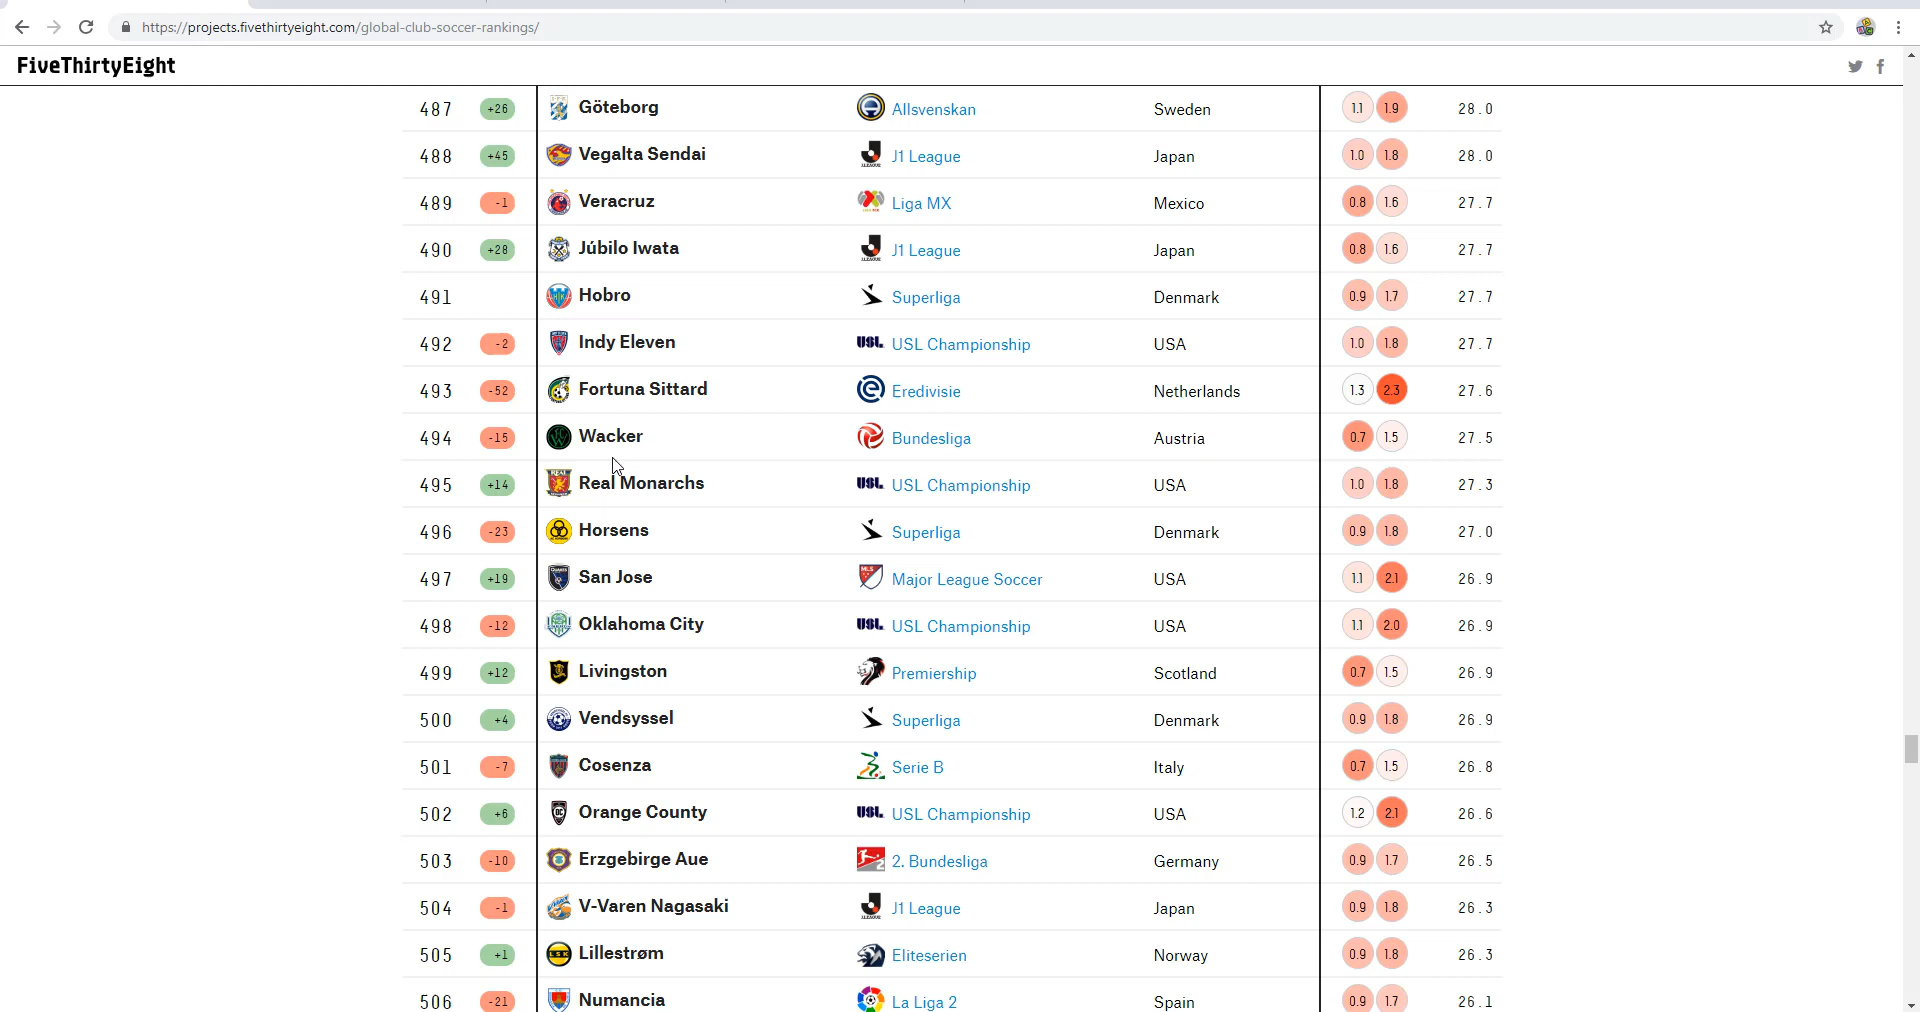 https://projects.fivethirtyeight.com/global-club-soccer-rankings/
FiveThirtyEight
487 +26 Göteborg Allsvenskan Sweden 1.1 1.9 28.0
488 +45 Vegalta Sendai J1 League Japan 1.0 1.8 28.0
489 -1 Veracruz Liga MX Mexico 0.8 1.6 27.7
490 +28 Júbilo Iwata J1 League Japan 0.8 1.6 27.7
491 Hobro Superliga Denmark 0.9 1.7 27.7
492 -2 Indy Eleven USL USL Championship USA 1.0 1.8 27.7
493 -52 Fortuna Sittard Eredivisie Netherlands 1.3 2.3 27.6
494 -15 Wacker Bundesliga Austria 0.7 1.5 27.5
495 +14 Real Monarchs USL USL Championship USA 1.0 1.8 27.3
496 -23 Horsens Superliga Denmark 0.9 1.8 27.0
497 +19 San Jose MLS Major League Soccer USA 1.1 2.1 26.9
498 -12 Oklahoma City USL USL Championship USA 1.1 2.0 26.9
499 +12 Livingston Premiership Scotland 0.7 1.5 26.9
500 +4 Vendsyssel Superliga Denmark 0.9 1.8 26.9
501 -7 Cosenza Serie B Italy 0.7 1.5 26.8
502 +6 Orange County USL USL Championship USA 1.2 2.1 26.6
503 -10 Erzgebirge Aue 2. Bundesliga Germany 0.9 1.7 26.5
504 -1 V-Varen Nagasaki J1 League Japan 0.9 1.8 26.3
505 +1 LSK Lillestrøm Eliteserien Norway 0.9 1.8 26.3
506 -21 Numancia La Liga 2 Spain 0.9 1.7 26.1